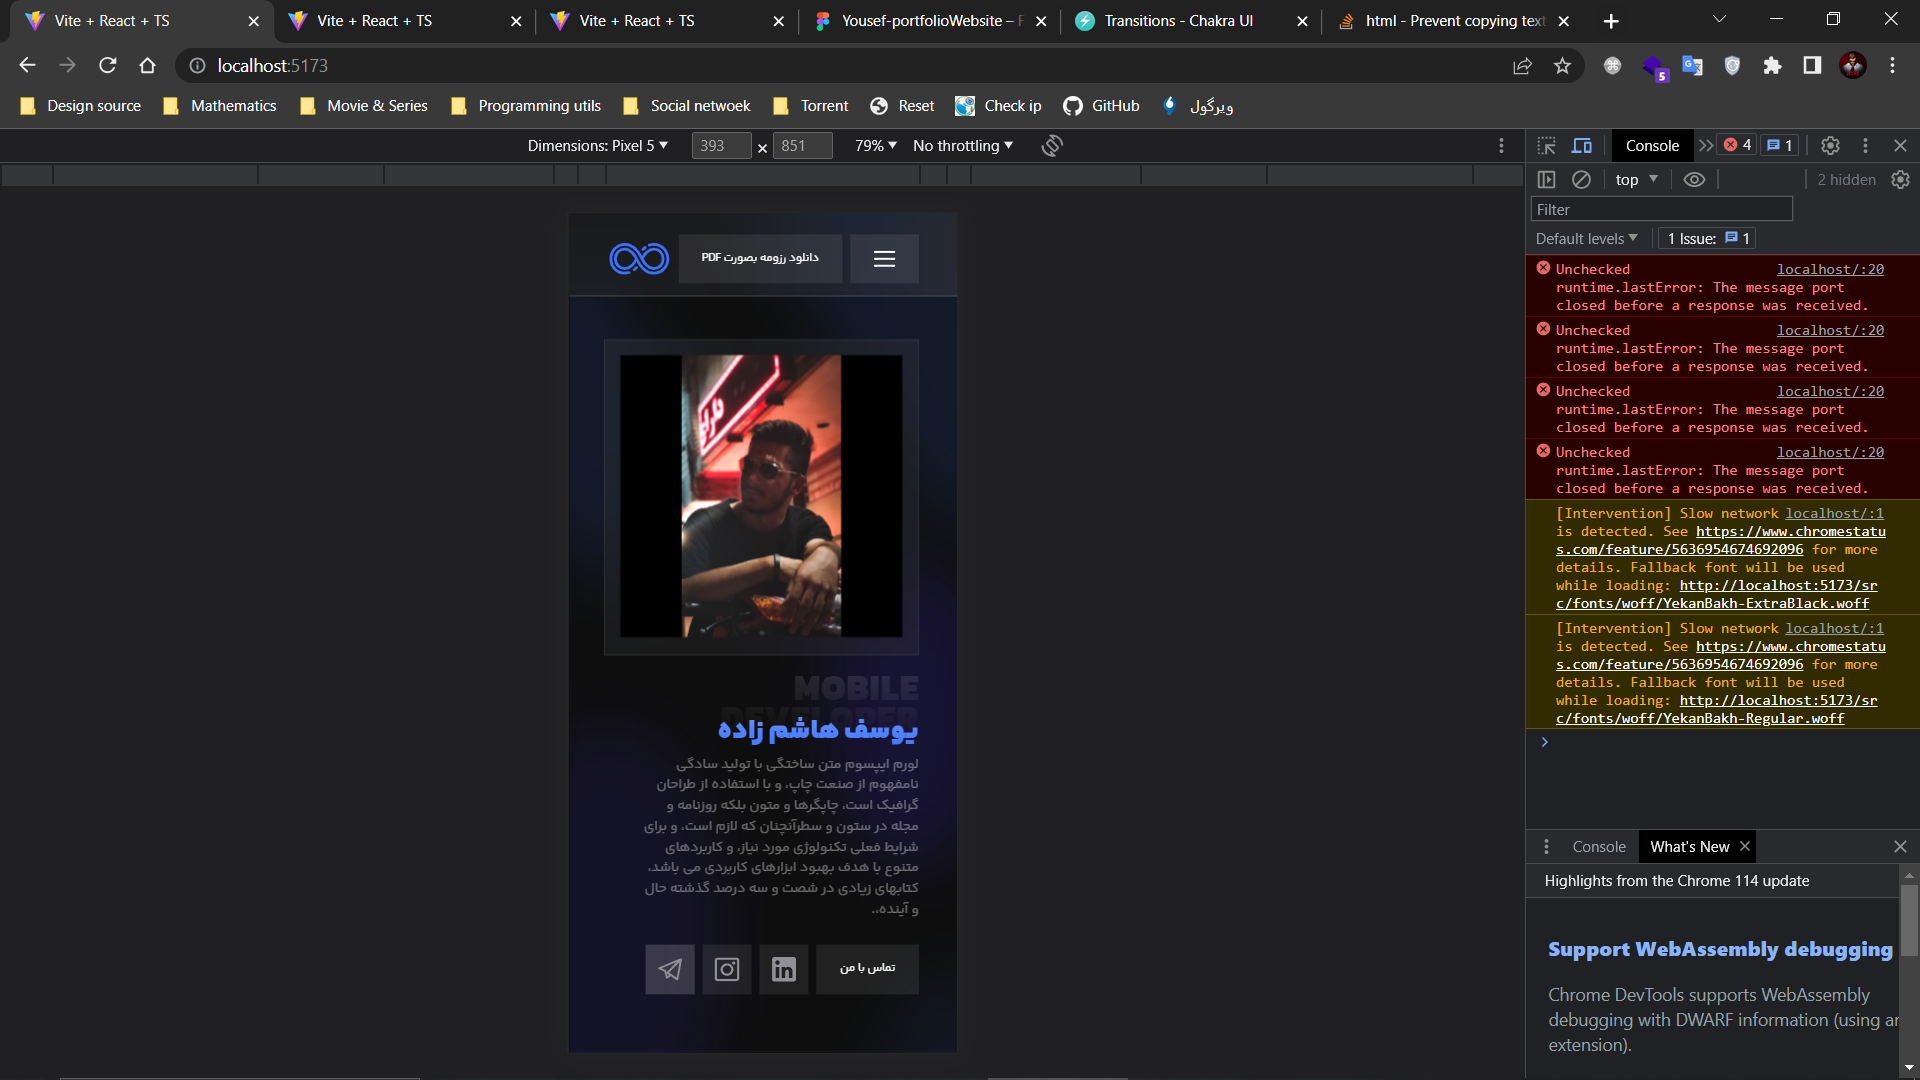 Vite + React + TS
Vite + React + TS
Vite + React + TS
Yousef-portfolioWebsite – F
Transitions - Chakra UI
html - Prevent copying text
localhost:5173
5
Design source
Mathematics
Movie & Series
Programming utils
Social netwoek
Torrent
Reset
Check ip
GitHub
ویرگول
Dimensions: Pixel 5
393 × 851
79%
No throttling
Console
4
1
top
2 hidden
Filter
Default levels
1 Issue: 1
دانلود رزومه بصورت PDF
MOBILE
DEVELOPER
یوسف هاشم زاده
لورم ایپسوم متن ساختگی با تولید سادگی
نامفهوم از صنعت چاپ، و با استفاده از طراحان
گرافیک است، چاپگرها و متون بلکه روزنامه و
مجله در ستون و سطرآنچنان که لازم است، و برای
شرایط فعلی تکنولوژی مورد نیاز، و کاربردهای
متنوع با هدف بهبود ابزارهای کاربردی می باشد،
کتابهای زیادی در شصت و سه درصد گذشته حال
و آینده..
تماس با من
Unchecked localhost/:20
runtime.lastError: The message port
closed before a response was received.
Unchecked localhost/:20
runtime.lastError: The message port
closed before a response was received.
Unchecked localhost/:20
runtime.lastError: The message port
closed before a response was received.
Unchecked localhost/:20
runtime.lastError: The message port
closed before a response was received.
[Intervention] Slow network localhost/:1
is detected. See https://www.chromestatu
s.com/feature/5636954674692096 for more
details. Fallback font will be used
while loading: http://localhost:5173/sr
c/fonts/woff/YekanBakh-ExtraBlack.woff
[Intervention] Slow network localhost/:1
is detected. See https://www.chromestatu
s.com/feature/5636954674692096 for more
details. Fallback font will be used
while loading: http://localhost:5173/sr
c/fonts/woff/YekanBakh-Regular.woff
Console
What's New
Highlights from the Chrome 114 update
Support WebAssembly debugging
Chrome DevTools supports WebAssembly
debugging with DWARF information (using an
extension).